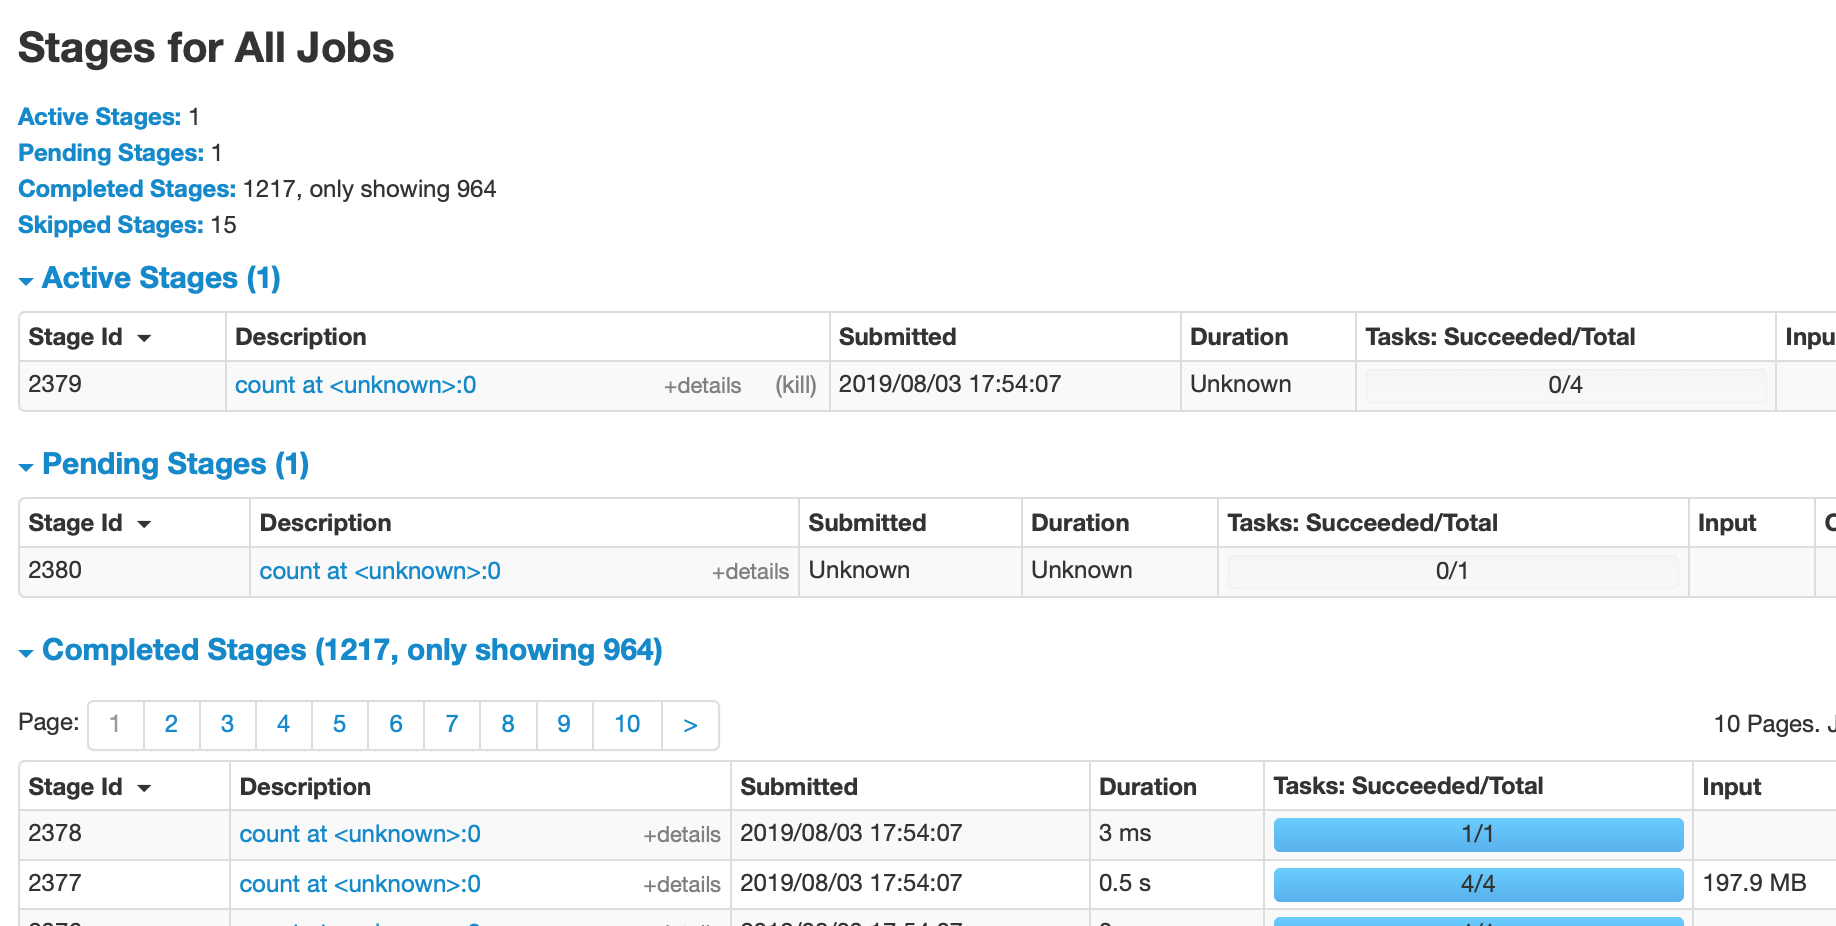 Stages for All Jobs
Active Stages: 1
Pending Stages: 1
Completed Stages: 1217, only showing 964
Skipped Stages: 15
Active Stages (1)
Stage Id Description Submitted Duration Tasks: Succeeded/Total Inpu
2379 count at <unknown>:0 +details (kill) 2019/08/03 17:54:07 Unknown 0/4
Pending Stages (1)
Stage Id Description Submitted Duration Tasks: Succeeded/Total Input
2380 count at <unknown>:0 +details Unknown Unknown 0/1
Completed Stages (1217, only showing 964)
Page: 1 2 3 4 5 6 7 8 9 10 > 10 Pages. J
Stage Id Description Submitted Duration Tasks: Succeeded/Total Input
2378 count at <unknown>:0 +details 2019/08/03 17:54:07 3 ms 1/1
2377 count at <unknown>:0 +details 2019/08/03 17:54:07 0.5 s 4/4 197.9 MB